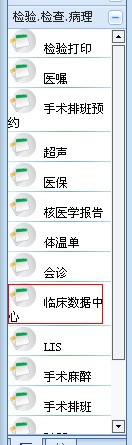 检验.检查.病理
检验打印
医嘱
手术排班预
约
超声
医保
核医学报告
体温单
会诊
临床数据中
心
LIS
手术麻醉
手术排班